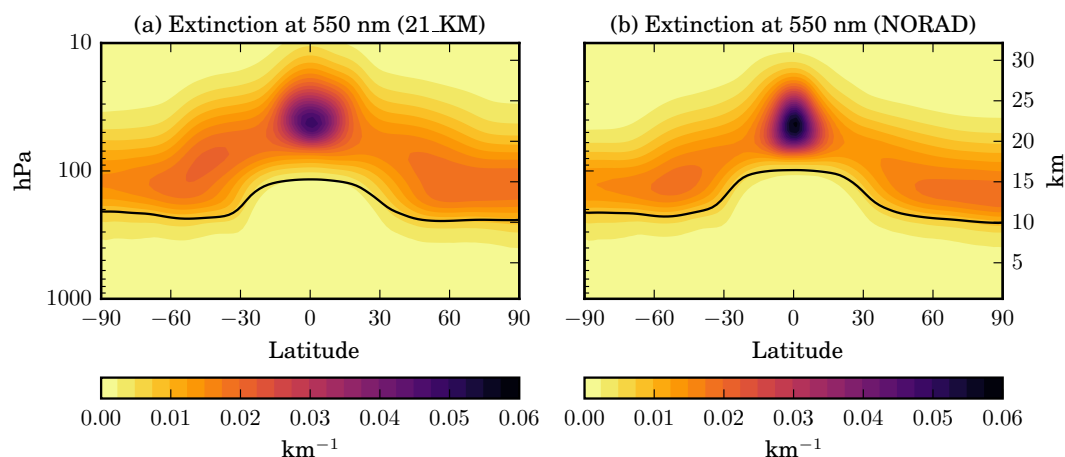 (a) Extinction at 550 nm (21_KM)
(b) Extinction at 550 nm (NORAD)
10
100
1000
hPa
−90 −60 −30 0 30 60 90
Latitude
−90 −60 −30 0 30 60 90
Latitude
30
25
20
15
10
5
km
0.00 0.01 0.02 0.03 0.04 0.05 0.06
km⁻¹
0.00 0.01 0.02 0.03 0.04 0.05 0.06
km⁻¹